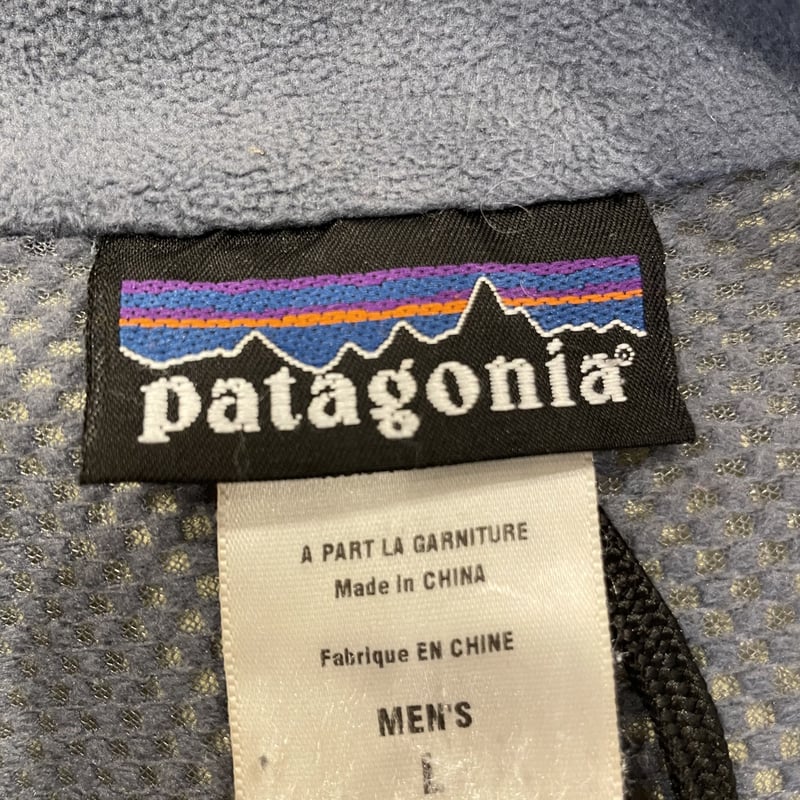 patagonia®
A PART LA GARNITURE
Made In CHINA
Fabrique EN CHINE
MEN'S
L